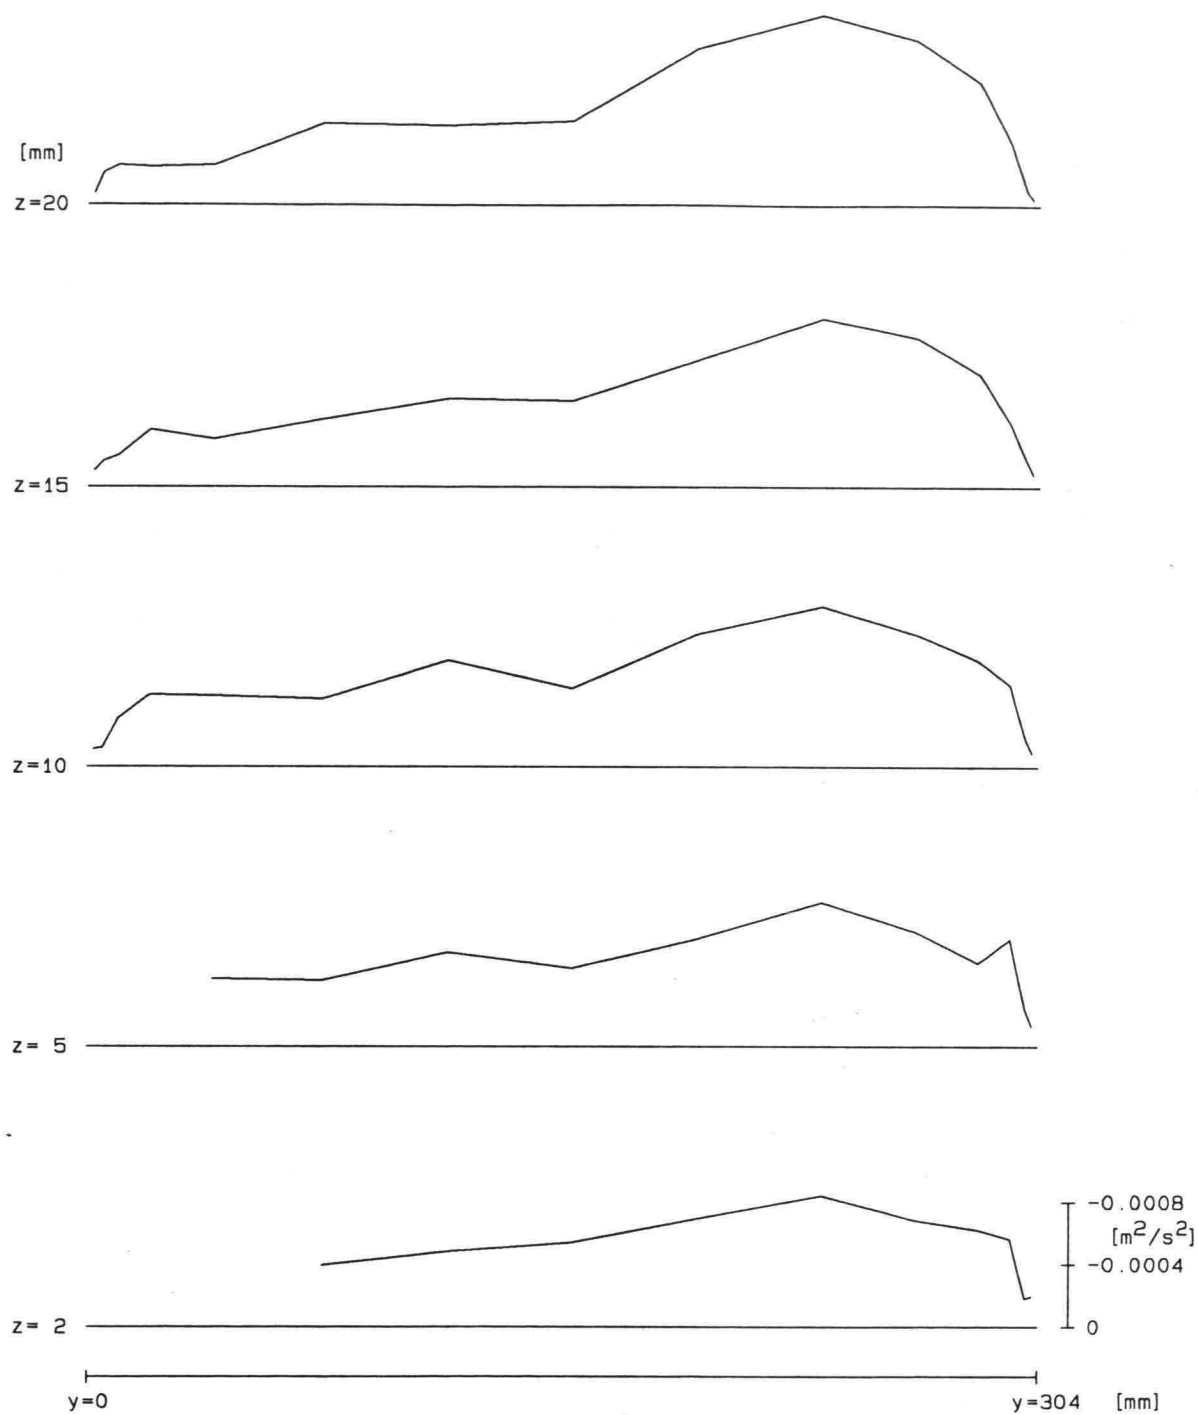 [mm]
z=20
z=15
z=10
z= 5
-0.0008
[m²/s²]
-0.0004
z= 2
0
y=0
y=304 [mm]